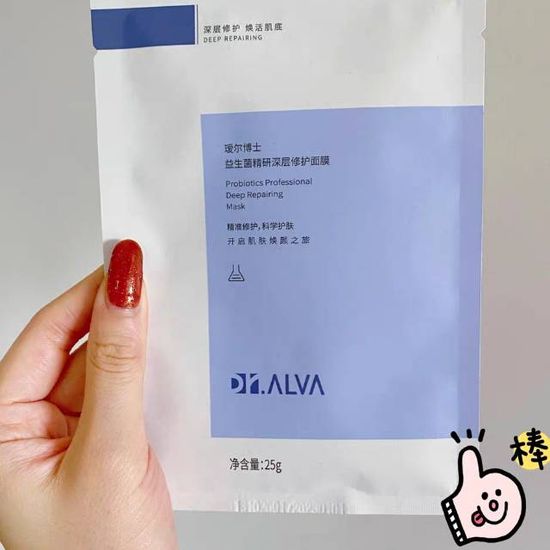 深层修护 焕活肌底
DEEP REPAIRING
瑷尔博士
益生菌精研深层修护面膜
Probiotics Professional
Deep Repairing
Mask
精准修护,科学护肤
开启肌肤焕颜之旅
Dr.ALVA
净含量:25g
棒